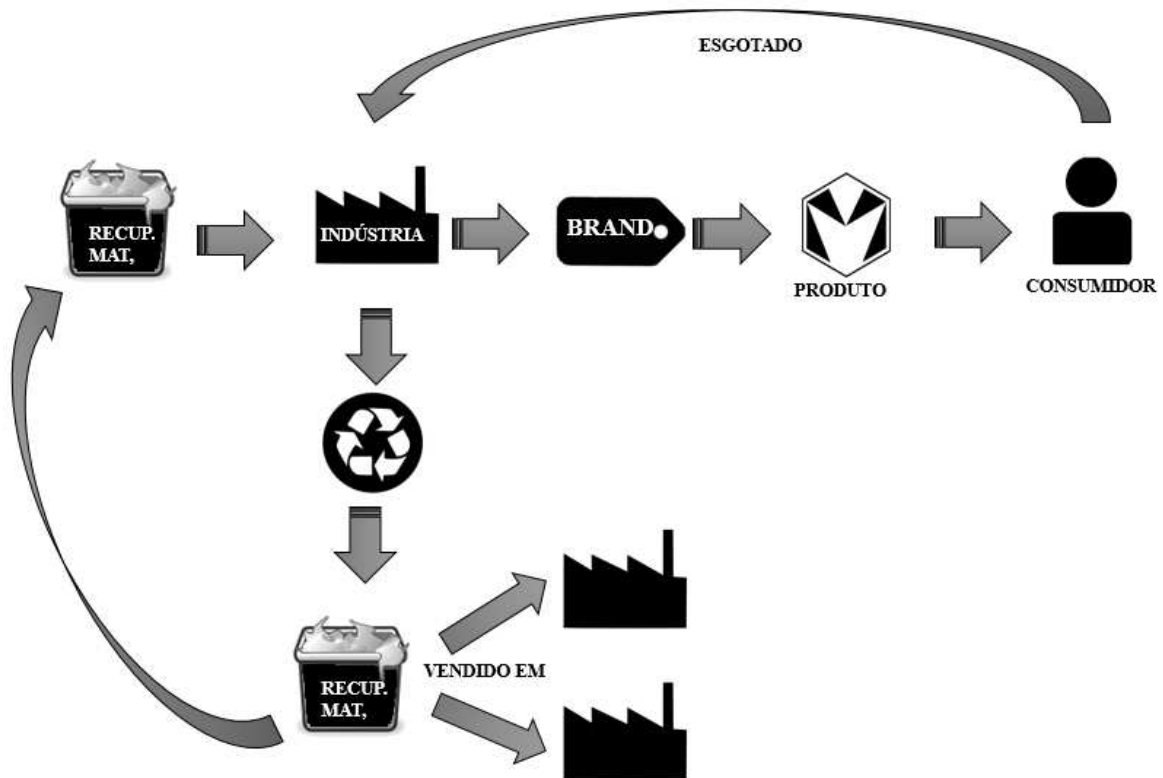 ESGOTADO
RECUP.
MAT,
INDÚSTRIA
BRAND
PRODUTO
CONSUMIDOR
VENDIDO EM
RECUP.
MAT,